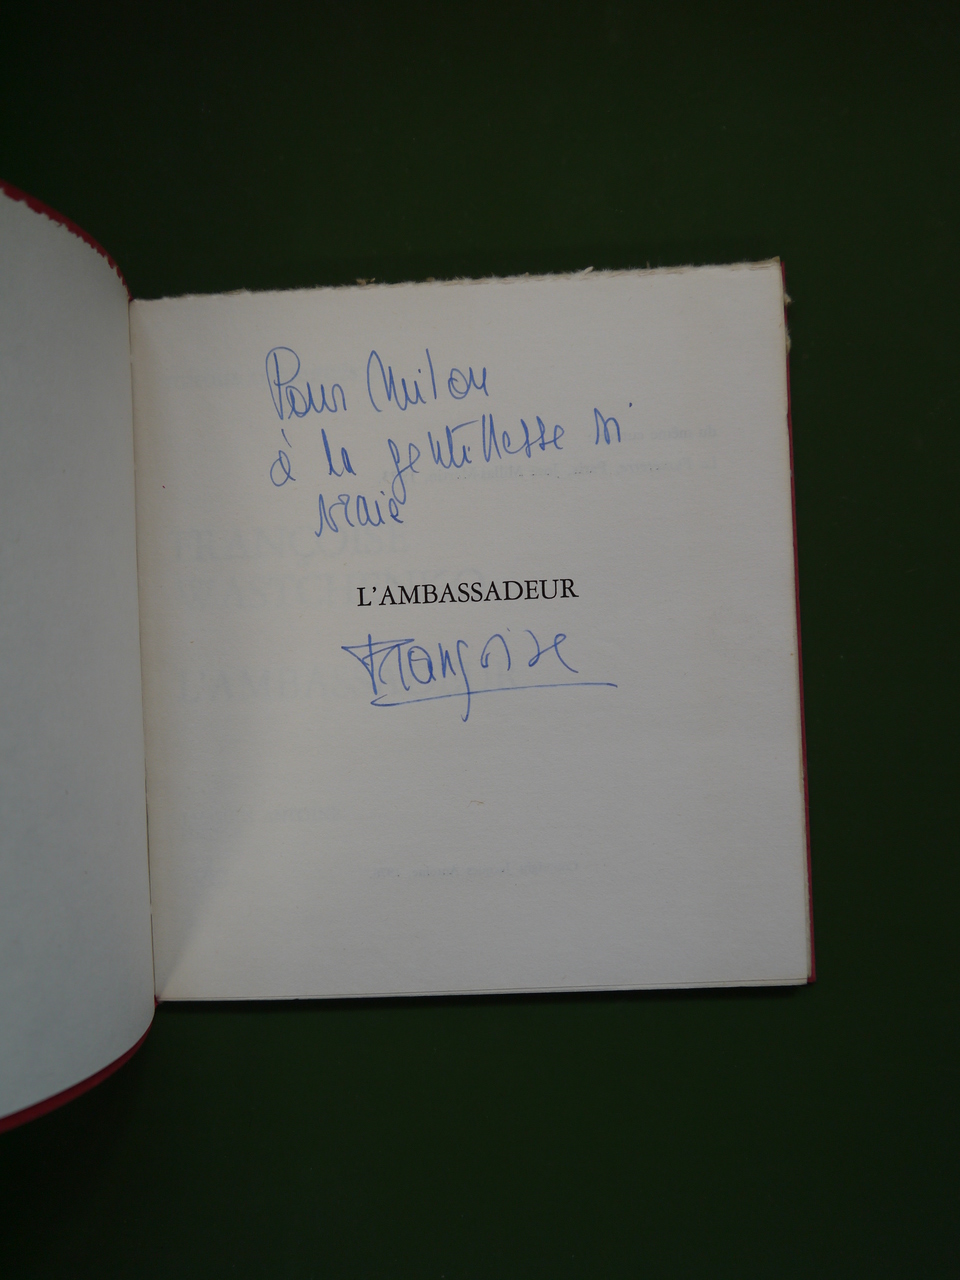 Pour Milou
à la gentillesse si
vraie
L'AMBASSADEUR
Françoise